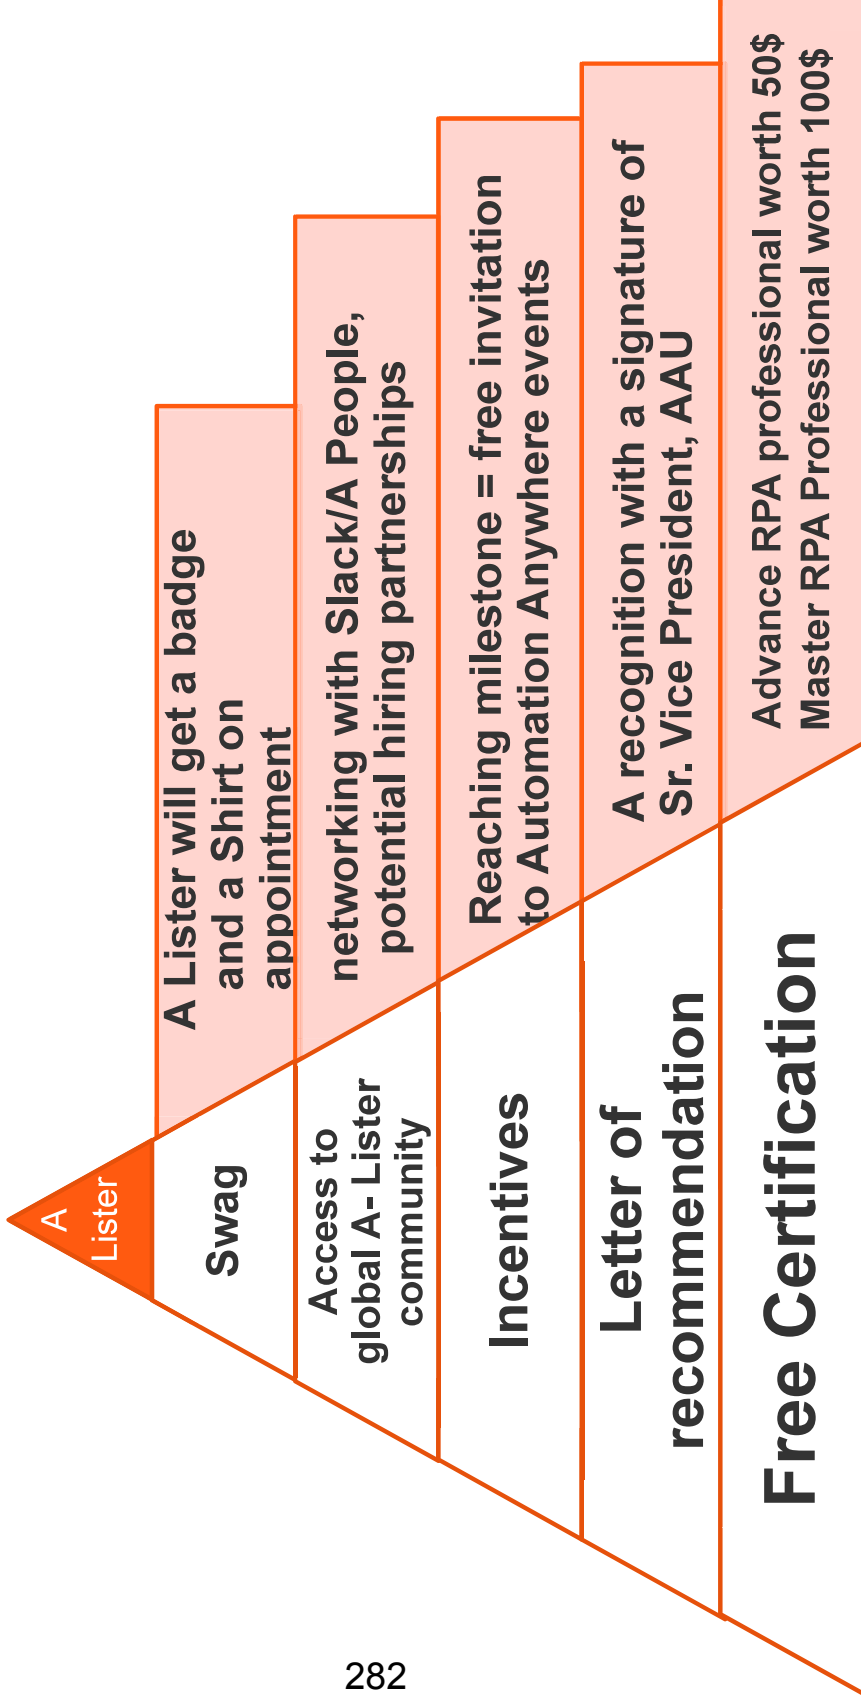 A
Lister
Swag
A Lister will get a badge
and a Shirt on
appointment
Access to
global A- Lister
community
networking with Slack/A People,
potential hiring partnerships
Incentives
Reaching milestone = free invitation
to Automation Anywhere events
Letter of
recommendation
A recognition with a signature of
Sr. Vice President, AAU
Free Certification
Advance RPA professional worth 50$
Master RPA Professional worth 100$
282